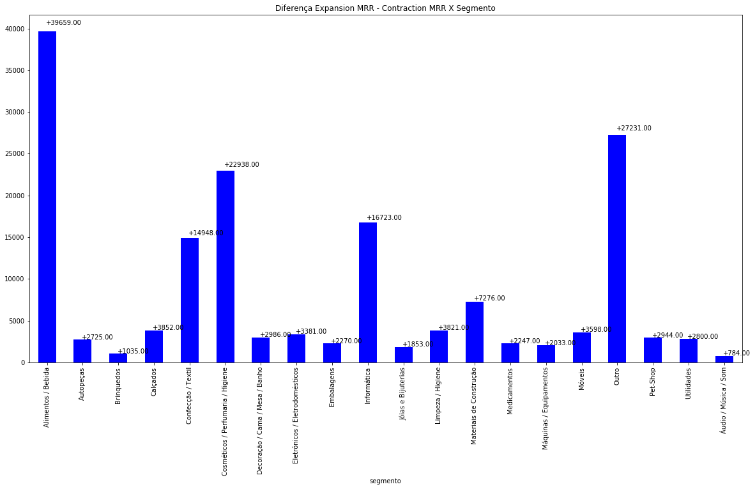 Diferença Expansion MRR - Contraction MRR X Segmento
+39659.00
+2725.00
+1035.00
+3852.00
+14948.00
+22938.00
+2986.00
+3381.00
+2270.00
+16723.00
+1853.00
+3821.00
+7276.00
+2247.00
+2033.00
+3598.00
+27231.00
+2944.00
+2800.00
+784.00
40000
35000
30000
25000
20000
15000
10000
5000
0
Alimentos / Bebida
Autopeças
Brinquedos
Calçados
Confecção / Textil
Cosméticos / Perfumaria / Higiene
Decoração / Cama / Mesa / Banho
Eletrônicos / Eletrodomésticos
Embalagens
Informática
Jóias e Bijuterias
Limpeza / Higiene
Materiais de Construção
Medicamentos
Máquinas / Equipamentos
Móveis
Outro
Pet-Shop
Utilidades
Áudio / Música / Som
segmento